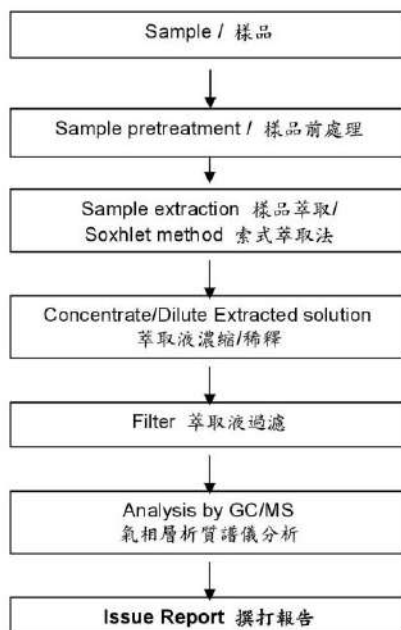 Sample / 樣品
Sample pretreatment / 樣品前處理
Sample extraction 樣品萃取/
Soxhlet method 索式萃取法
Concentrate/Dilute Extracted solution
萃取液濃縮/稀釋
Filter 萃取液過濾
Analysis by GC/MS
氣相層析質譜儀分析
Issue Report 撰打報告